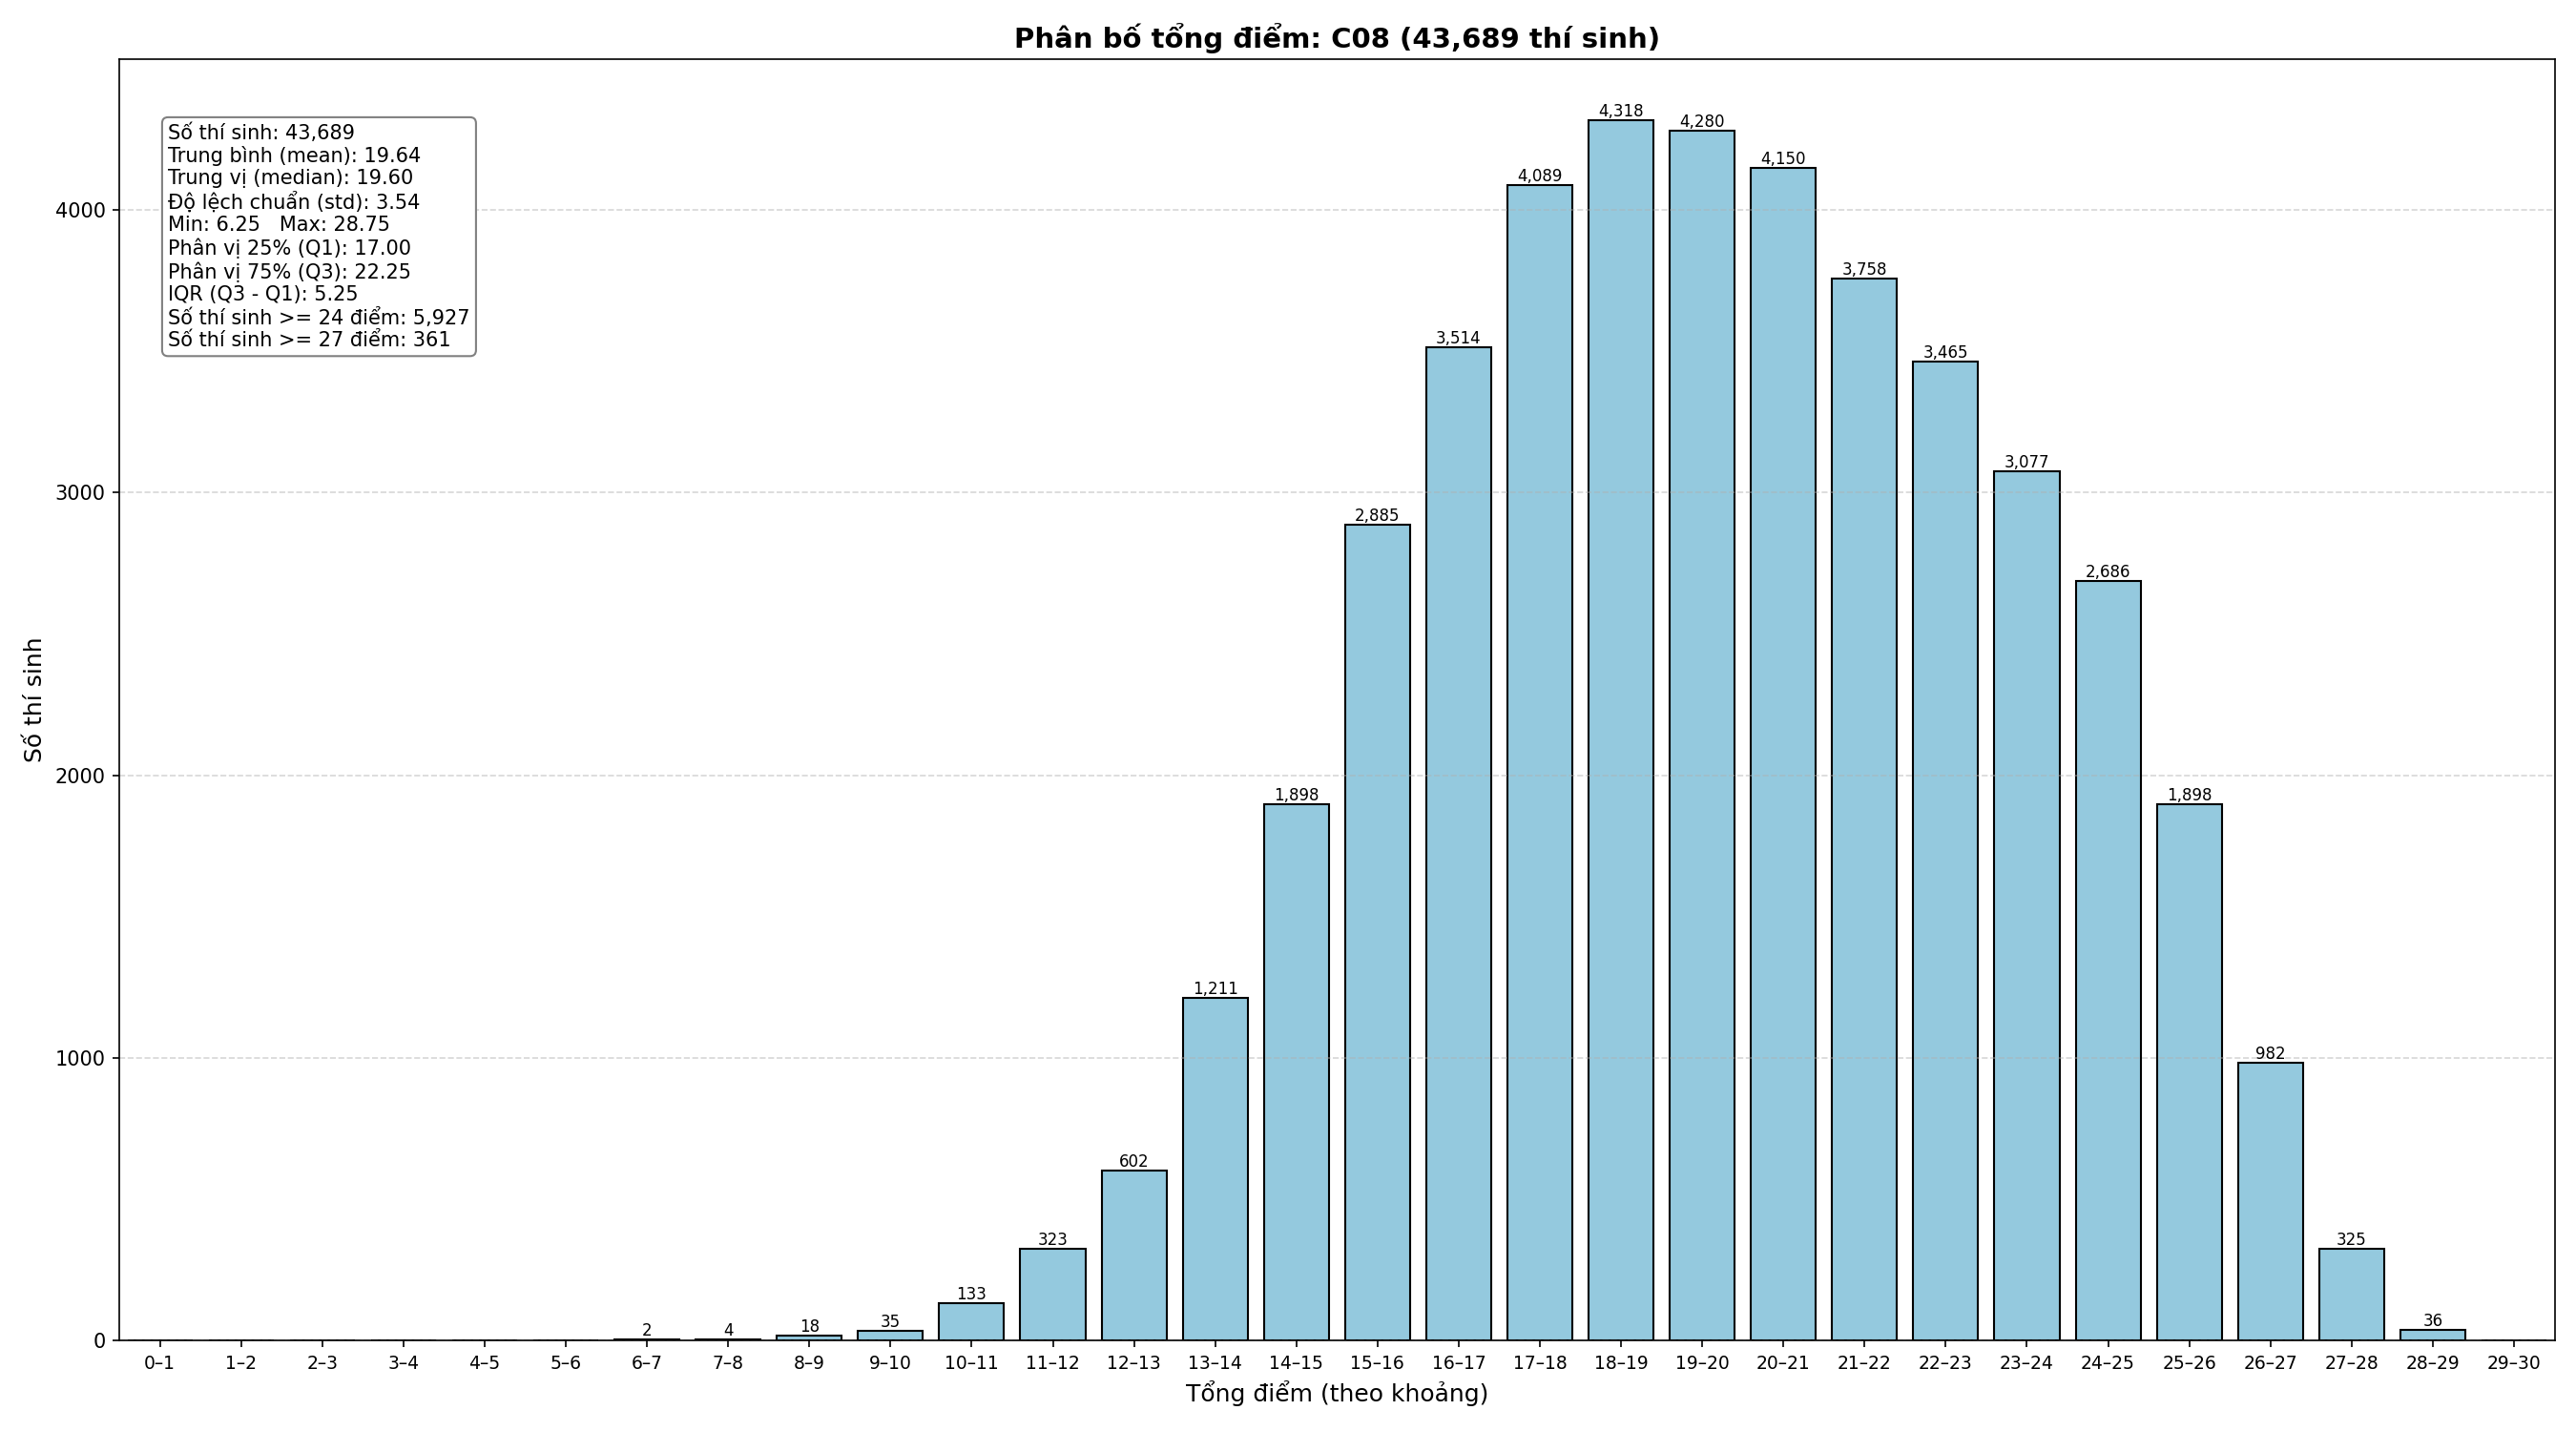 Phân bố tổng điểm: C08 (43,689 thí sinh)
Số thí sinh: 43,689
Trung bình (mean): 19.64
Trung vị (median): 19.60
Độ lệch chuẩn (std): 3.54
Min: 6.25   Max: 28.75
Phân vị 25% (Q1): 17.00
Phân vị 75% (Q3): 22.25
IQR (Q3 - Q1): 5.25
Số thí sinh >= 24 điểm: 5,927
Số thí sinh >= 27 điểm: 361
Số thí sinh
4000
3000
2000
1000
0
2
4
18
35
133
323
602
1,211
1,898
2,885
3,514
4,089
4,318
4,280
4,150
3,758
3,465
3,077
2,686
1,898
982
325
36
0–1 1–2 2–3 3–4 4–5 5–6 6–7 7–8 8–9 9–10 10–11 11–12 12–13 13–14 14–15 15–16 16–17 17–18 18–19 19–20 20–21 21–22 22–23 23–24 24–25 25–26 26–27 27–28 28–29 29–30
Tổng điểm (theo khoảng)